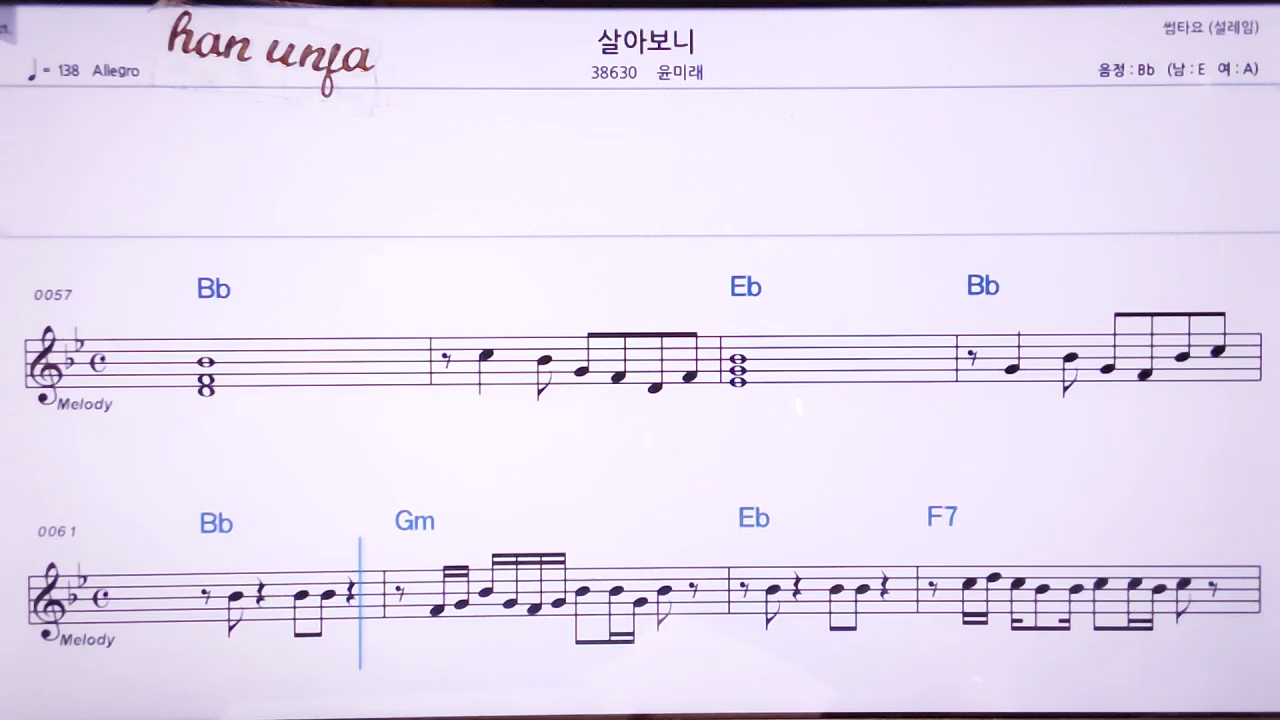 han unfa
살아보니
썸타요 (설레임)
♩= 138 Allegro
38630 윤미래
음정 : Bb (남 : E 여 : A)
0057 Bb Eb Bb
Melody
0061 Bb Gm Eb F7
Melody